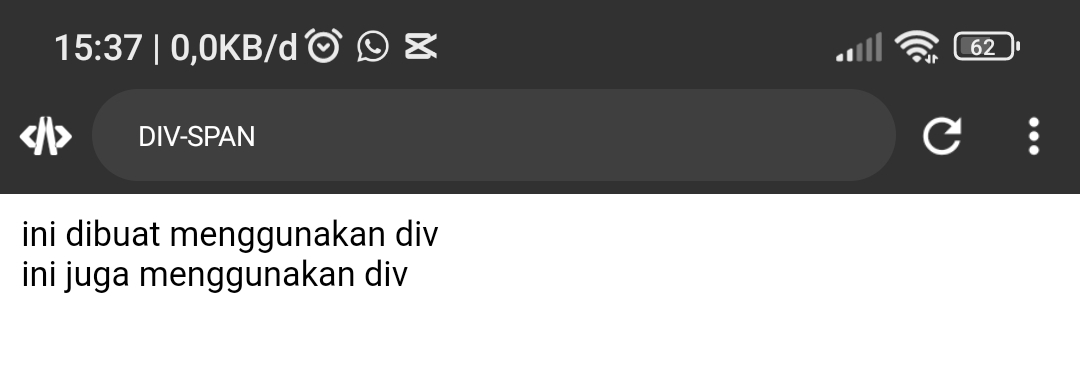 15:37 | 0,0KB/d
62
DIV-SPAN
ini dibuat menggunakan div
ini juga menggunakan div